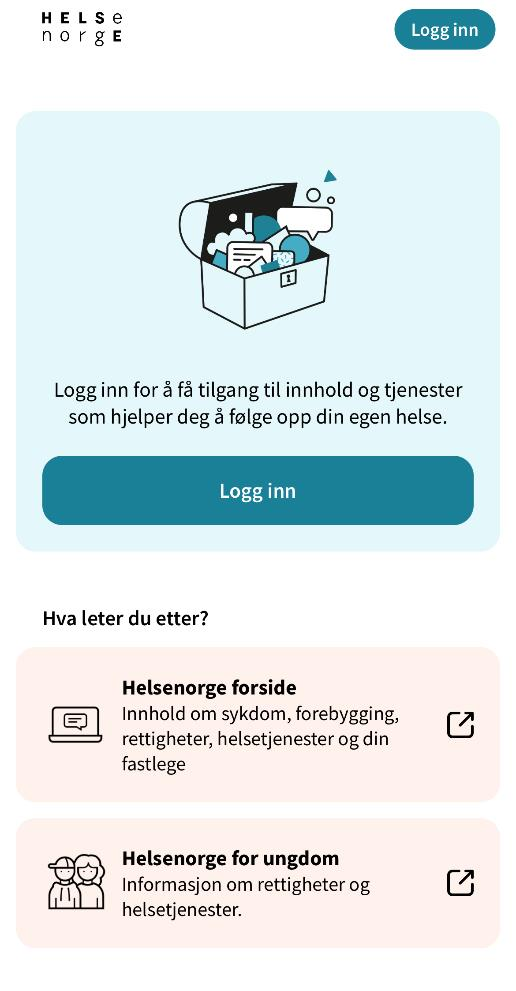 HELSe
norgE
Logg inn
Logg inn for å få tilgang til innhold og tjenester
som hjelper deg å følge opp din egen helse.
Logg inn
Hva leter du etter?
Helsenorge forside
Innhold om sykdom, forebygging,
rettigheter, helsetjenester og din
fastlege
Helsenorge for ungdom
Informasjon om rettigheter og
helsetjenester.